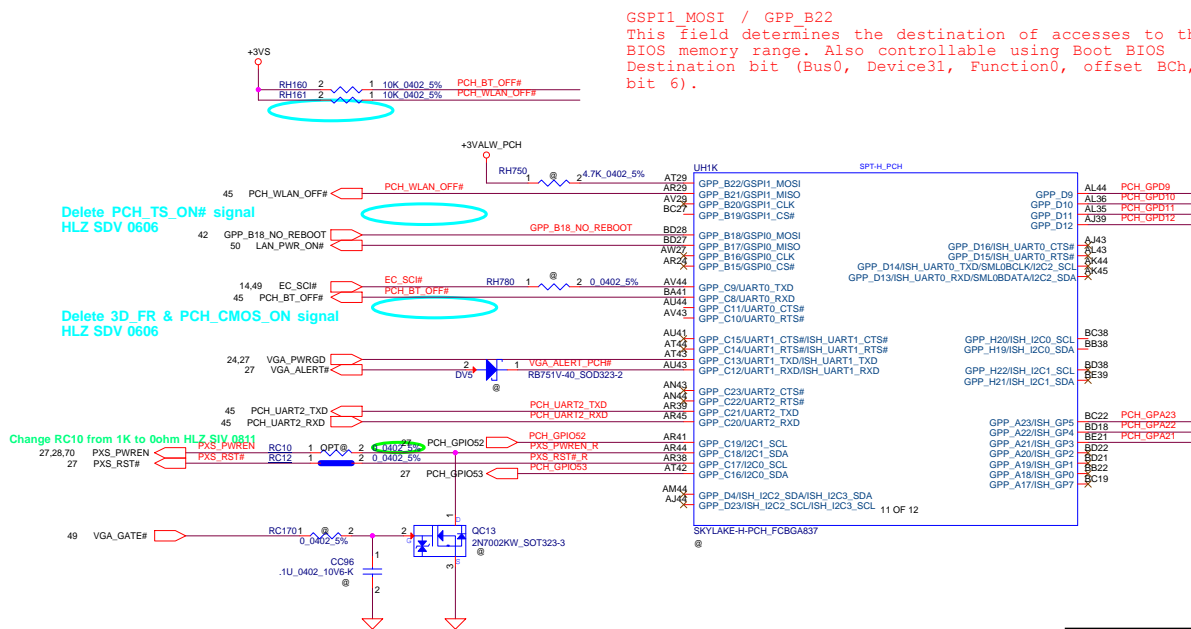 GSPI1_MOSI / GPP_B22
This field determines the destination of accesses to th
BIOS memory range. Also controllable using Boot BIOS
Destination bit (Bus0, Device31, Function0, offset BCh,
bit 6).
+3VS
RH160 2 1 10K_0402_5% PCH_BT_OFF#
RH161 2 1 10K_0402_5% PCH_WLAN_OFF#
+3VALW_PCH
RH750 1 @ 2 4.7K_0402_5%
45 PCH_WLAN_OFF# PCH_WLAN_OFF#
Delete PCH_TS_ON# signal
HLZ SDV 0606
42 GPP_B18_NO_REBOOT GPP_B18_NO_REBOOT
50 LAN_PWR_ON#
14,49 EC_SCI# EC_SCI# RH780 1 @ 2 0_0402_5%
45 PCH_BT_OFF# PCH_BT_OFF#
Delete 3D_FR & PCH_CMOS_ON signal
HLZ SDV 0606
24,27 VGA_PWRGD
27 VGA_ALERT# 2 1 VGA_ALERT_PCH#
DV5 RB751V-40_SOD323-2
@
45 PCH_UART2_TXD PCH_UART2_TXD
45 PCH_UART2_RXD PCH_UART2_RXD
Change RC10 from 1K to 0ohm HLZ SIV 0811
27 PCH_GPIO52 PCH_GPIO52
27,28,70 PXS_PWREN PXS_PWREN RC10 1 OPT@ 2 0_0402_5% PXS_PWREN_R
27 PXS_RST# PXS_RST# RC12 1 2 0_0402_5% PXS_RST#_R
27 PCH_GPIO53 PCH_GPIO53
49 VGA_GATE# RC1701 @ 2
0_0402_5%
CC96
.1U_0402_10V6-K
@
1
2
1
D
2
G
S
3
QC13
2N7002KW_SOT323-3
@
UH1K
SPT-H_PCH
AT29 GPP_B22/GSPI1_MOSI
AR29 GPP_B21/GSPI1_MISO
AV29 GPP_B20/GSPI1_CLK
BC27 GPP_B19/GSPI1_CS#
BD28 GPP_B18/GSPI0_MOSI
BD27 GPP_B17/GSPI0_MISO
AW27 GPP_B16/GSPI0_CLK
AR24 GPP_B15/GSPI0_CS#
AV44 GPP_C9/UART0_TXD
BA41 GPP_C8/UART0_RXD
AU44 GPP_C11/UART0_CTS#
AV43 GPP_C10/UART0_RTS#
AU41 GPP_C15/UART1_CTS#/ISH_UART1_CTS#
AT44 GPP_C14/UART1_RTS#/ISH_UART1_RTS#
AT43 GPP_C13/UART1_TXD/ISH_UART1_TXD
AU43 GPP_C12/UART1_RXD/ISH_UART1_RXD
AN43 GPP_C23/UART2_CTS#
AN44 GPP_C22/UART2_RTS#
AR39 GPP_C21/UART2_TXD
AR45 GPP_C20/UART2_RXD
AR41 GPP_C19/I2C1_SCL
AR44 GPP_C18/I2C1_SDA
AR38 GPP_C17/I2C0_SCL
AT42 GPP_C16/I2C0_SDA
AM44 GPP_D4/ISH_I2C2_SDA/ISH_I2C3_SDA
AJ44 GPP_D23/ISH_I2C2_SCL/ISH_I2C3_SCL
GPP_D9 AL44 PCH_GPD9
GPP_D10 AL36 PCH_GPD10
GPP_D11 AL35 PCH_GPD11
GPP_D12 AJ39 PCH_GPD12
GPP_D16/ISH_UART0_CTS# AJ43
GPP_D15/ISH_UART0_RTS# AL43
GPP_D14/ISH_UART0_TXD/SML0BCLK/I2C2_SCL AK44
GPP_D13/ISH_UART0_RXD/SML0BDATA/I2C2_SDA AK45
GPP_H20/ISH_I2C0_SCL BC38
GPP_H19/ISH_I2C0_SDA BB38
GPP_H22/ISH_I2C1_SCL BD38
GPP_H21/ISH_I2C1_SDA BE39
GPP_A23/ISH_GP5 BC22 PCH_GPA23
GPP_A22/ISH_GP4 BD18 PCH_GPA22
GPP_A21/ISH_GP3 BE21 PCH_GPA21
GPP_A20/ISH_GP2 BD22
GPP_A19/ISH_GP1 BD21
GPP_A18/ISH_GP0 BB22
GPP_A17/ISH_GP7 BC19
11 OF 12
SKYLAKE-H-PCH_FCBGA837
@